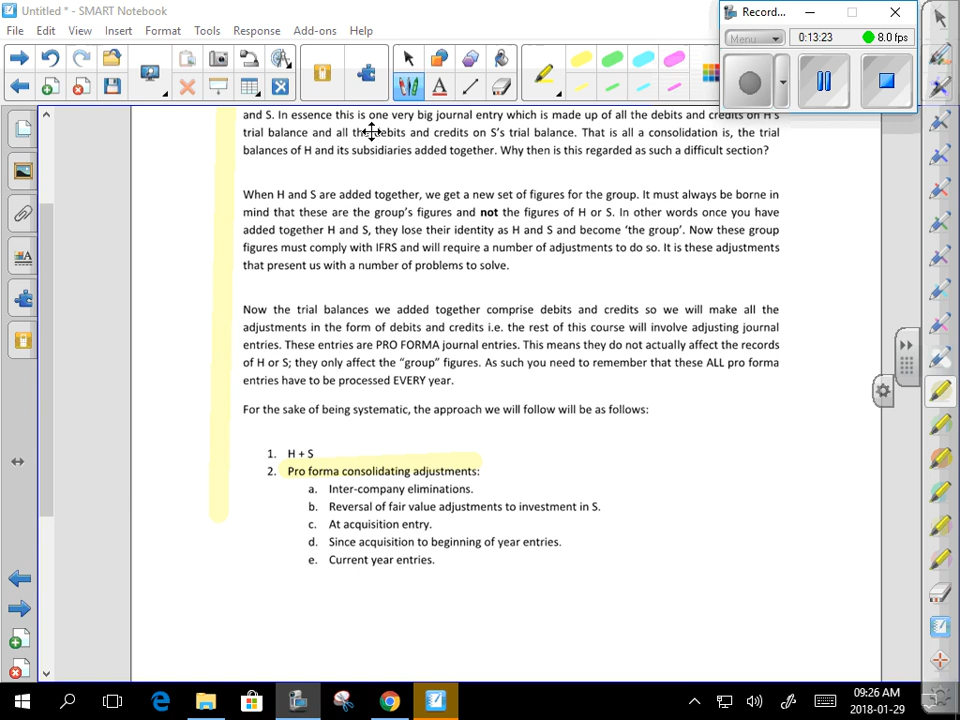 Untitled * - SMART Notebook
File Edit View Insert Format Tools Response Add-ons Help
Record...
Menu
0:13:23
8.0 fps
and S. In essence this is one very big journal entry which is made up of all the debits and credits on H's
trial balance and all the debits and credits on S's trial balance. That is all a consolidation is, the trial
balances of H and its subsidiaries added together. Why then is this regarded as such a difficult section?
When H and S are added together, we get a new set of figures for the group. It must always be borne in
mind that these are the group's figures and not the figures of H or S. In other words once you have
added together H and S, they lose their identity as H and S and become 'the group'. Now these group
figures must comply with IFRS and will require a number of adjustments to do so. It is these adjustments
that present us with a number of problems to solve.
Now the trial balances we added together comprise debits and credits so we will make all the
adjustments in the form of debits and credits i.e. the rest of this course will involve adjusting journal
entries. These entries are PRO FORMA journal entries. This means they do not actually affect the records
of H or S; they only affect the "group" figures. As such you need to remember that these ALL pro forma
entries have to be processed EVERY year.
For the sake of being systematic, the approach we will follow will be as follows:
1. H + S
2. Pro forma consolidating adjustments:
a. Inter-company eliminations.
b. Reversal of fair value adjustments to investment in S.
c. At acquisition entry.
d. Since acquisition to beginning of year entries.
e. Current year entries.
09:26 AM
2018-01-29